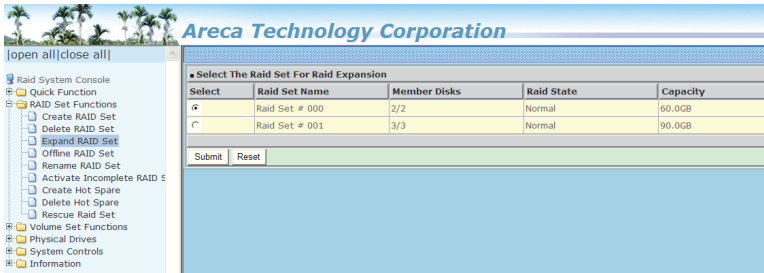 Areca Technology Corporation
|open all|close all|
Raid System Console
Quick Function
RAID Set Functions
Create RAID Set
Delete RAID Set
Expand RAID Set
Offline RAID Set
Rename RAID Set
Activate Incomplete RAID S
Create Hot Spare
Delete Hot Spare
Rescue Raid Set
Volume Set Functions
Physical Drives
System Controls
Information
Select The Raid Set For Raid Expansion
Select Raid Set Name Member Disks Raid State Capacity
Raid Set # 000 2/2 Normal 60.0GB
Raid Set # 001 3/3 Normal 90.0GB
Submit Reset